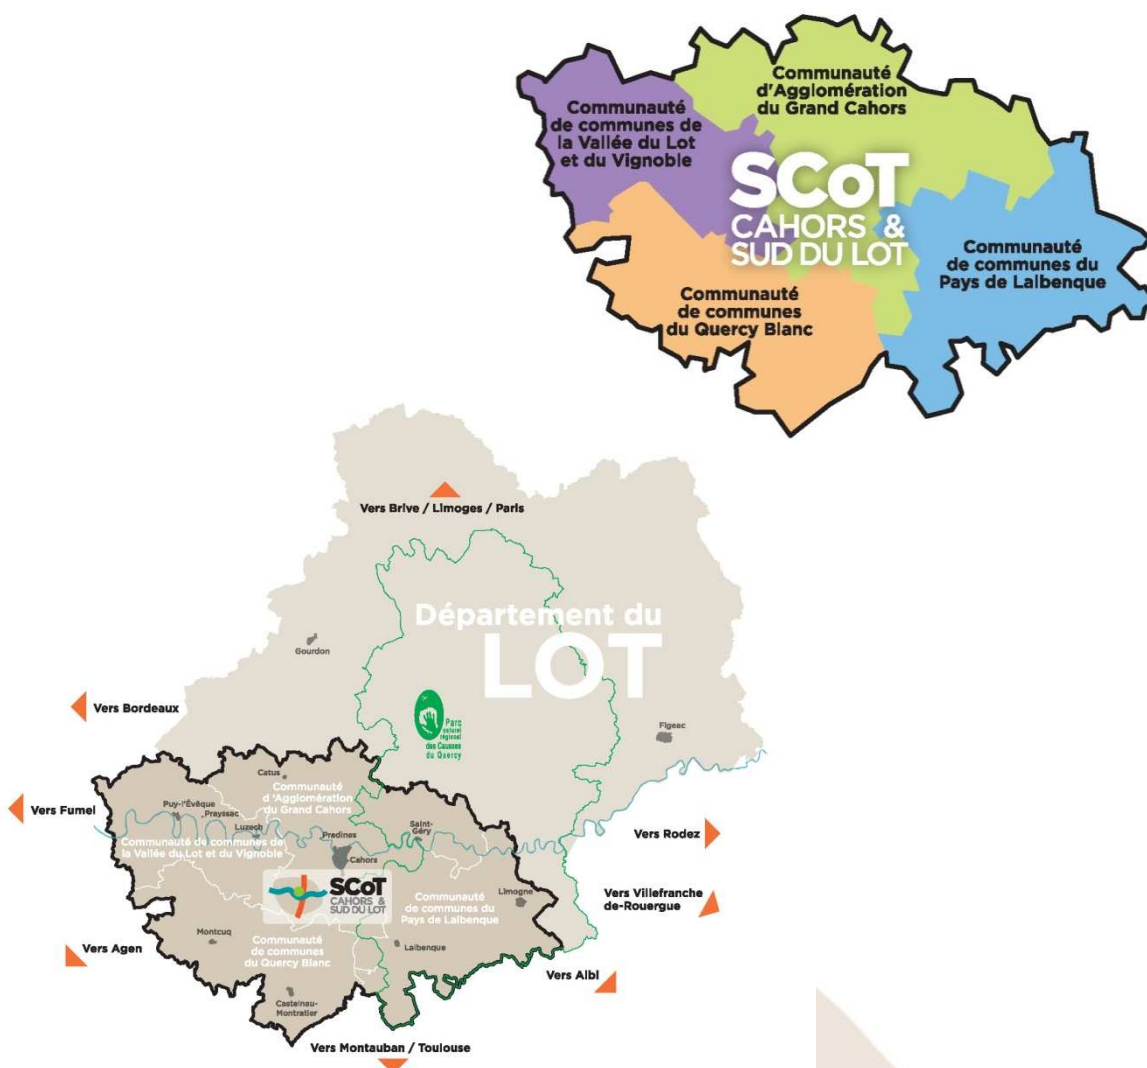 Communauté
d'Agglomération
du Grand Cahors
Communauté
de communes de
la Vallée du Lot
et du Vignoble
SCoT
CAHORS &
SUD DU LOT
Communauté
de communes du
Pays de Lalbenque
Communauté
de communes
du Quercy Blanc
Vers Brive / Limoges / Paris
Département du
LOT
Gourdon
Vers Bordeaux
Parc
naturel
régional
des Causses
du Quercy
Figeac
Catus
Communauté
d'Agglomération
du Grand Cahors
Vers Fumel
Puy-l'Évêque
Prayssac
Luzech
Pradines
Saint-
Géry
Vers Rodez
Communauté de communes de
la Vallée du Lot et du Vignoble
Cahors
SCoT
CAHORS &
SUD DU LOT
Communauté
de communes du
Pays de Lalbenque
Limogne
Vers Villefranche
de-Rouergue
Montcuq
Vers Agen
Communauté
de communes
du Quercy Blanc
Lalbenque
Vers Albi
Castelnau-
Montratier
Vers Montauban / Toulouse